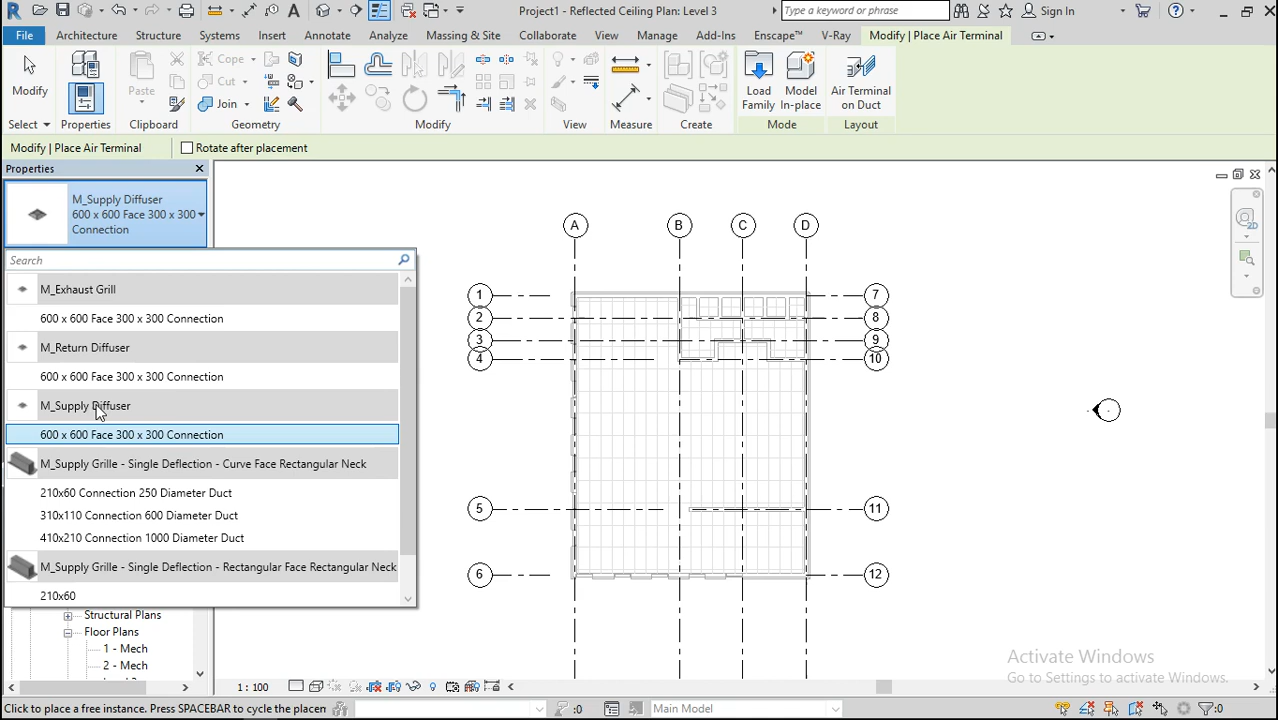 Project1 - Reflected Ceiling Plan: Level 3
Type a keyword or phrase
Sign In
File Architecture Structure Systems Insert Annotate Analyze Massing & Site Collaborate View Manage Add-Ins Enscape™ V-Ray Modify | Place Air Terminal
Modify
Paste
Cope
Cut
Join
Load Family
Model In-place
Air Terminal on Duct
Select Properties Clipboard Geometry Modify View Measure Create Mode Layout
Modify | Place Air Terminal Rotate after placement
Properties
M_Supply Diffuser
600 x 600 Face 300 x 300
Connection
Search
M_Exhaust Grill
600 x 600 Face 300 x 300 Connection
M_Return Diffuser
600 x 600 Face 300 x 300 Connection
M_Supply Diffuser
600 x 600 Face 300 x 300 Connection
M_Supply Grille - Single Deflection - Curve Face Rectangular Neck
210x60 Connection 250 Diameter Duct
310x110 Connection 600 Diameter Duct
410x210 Connection 1000 Diameter Duct
M_Supply Grille - Single Deflection - Rectangular Face Rectangular Neck
210x60
Structural Plans
Floor Plans
1 - Mech
2 - Mech
A B C D
1 7
2 8
3 9
4 10
5 11
6 12
2D
Activate Windows
Go to Settings to activate Windows.
1 : 100
Click to place a free instance. Press SPACEBAR to cycle the placem
:0
Main Model
:0